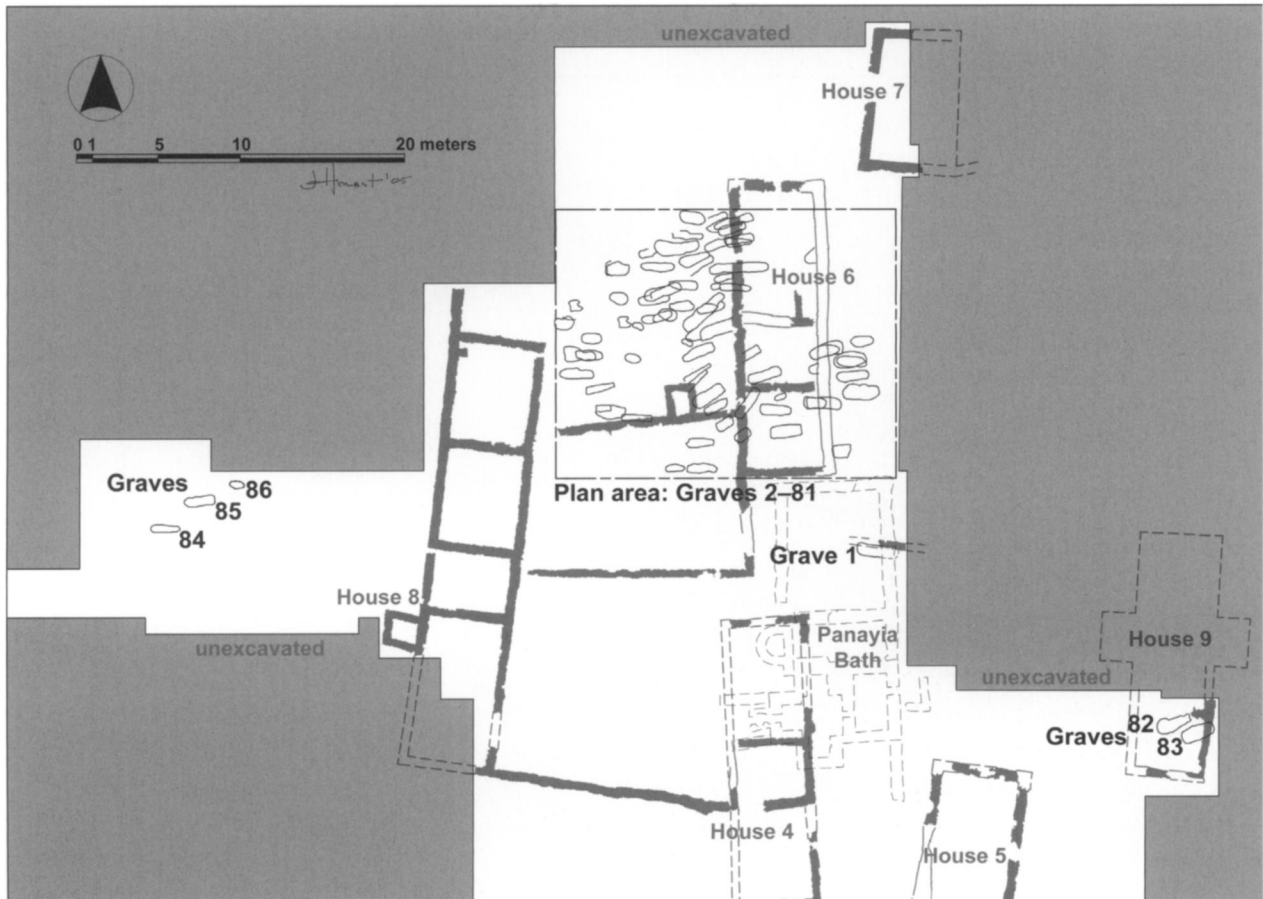 unexcavated
House 7
0 1 5 10 20 meters
House 6
Plan area: Graves 2–81
Graves
86
85
84
Grave 1
House 8
unexcavated
Panayia
Bath
House 9
unexcavated
Graves 82
83
House 4
House 5